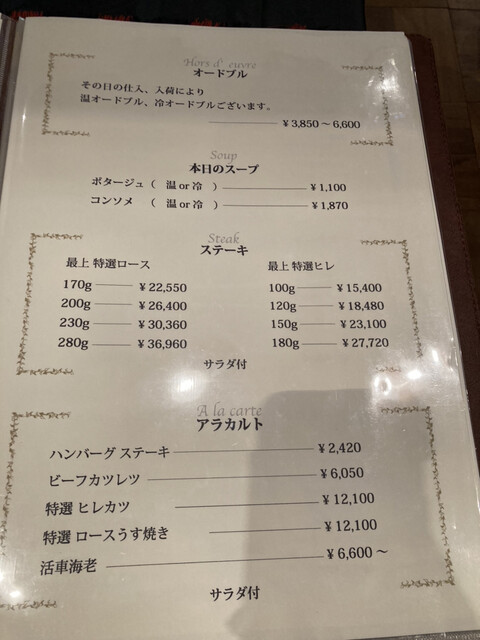 Hors d' euvre
オードブル
その日の仕入、入荷により
温オードブル、冷オードブルございます。
¥3,850～6,600
Soup
本日のスープ
ポタージュ（ 温 or 冷 ） ¥1,100
コンソメ （ 温 or 冷 ） ¥1,870
Steak
ステーキ
最上 特選ロース
170g ¥22,550
200g ¥26,400
230g ¥30,360
280g ¥36,960
最上 特選ヒレ
100g ¥15,400
120g ¥18,480
150g ¥23,100
180g ¥27,720
サラダ付
A la carte
アラカルト
ハンバーグ ステーキ ¥2,420
ビーフカツレツ ¥6,050
特選 ヒレカツ ¥12,100
特選 ロースうす焼き ¥12,100
活車海老 ¥6,600～
サラダ付